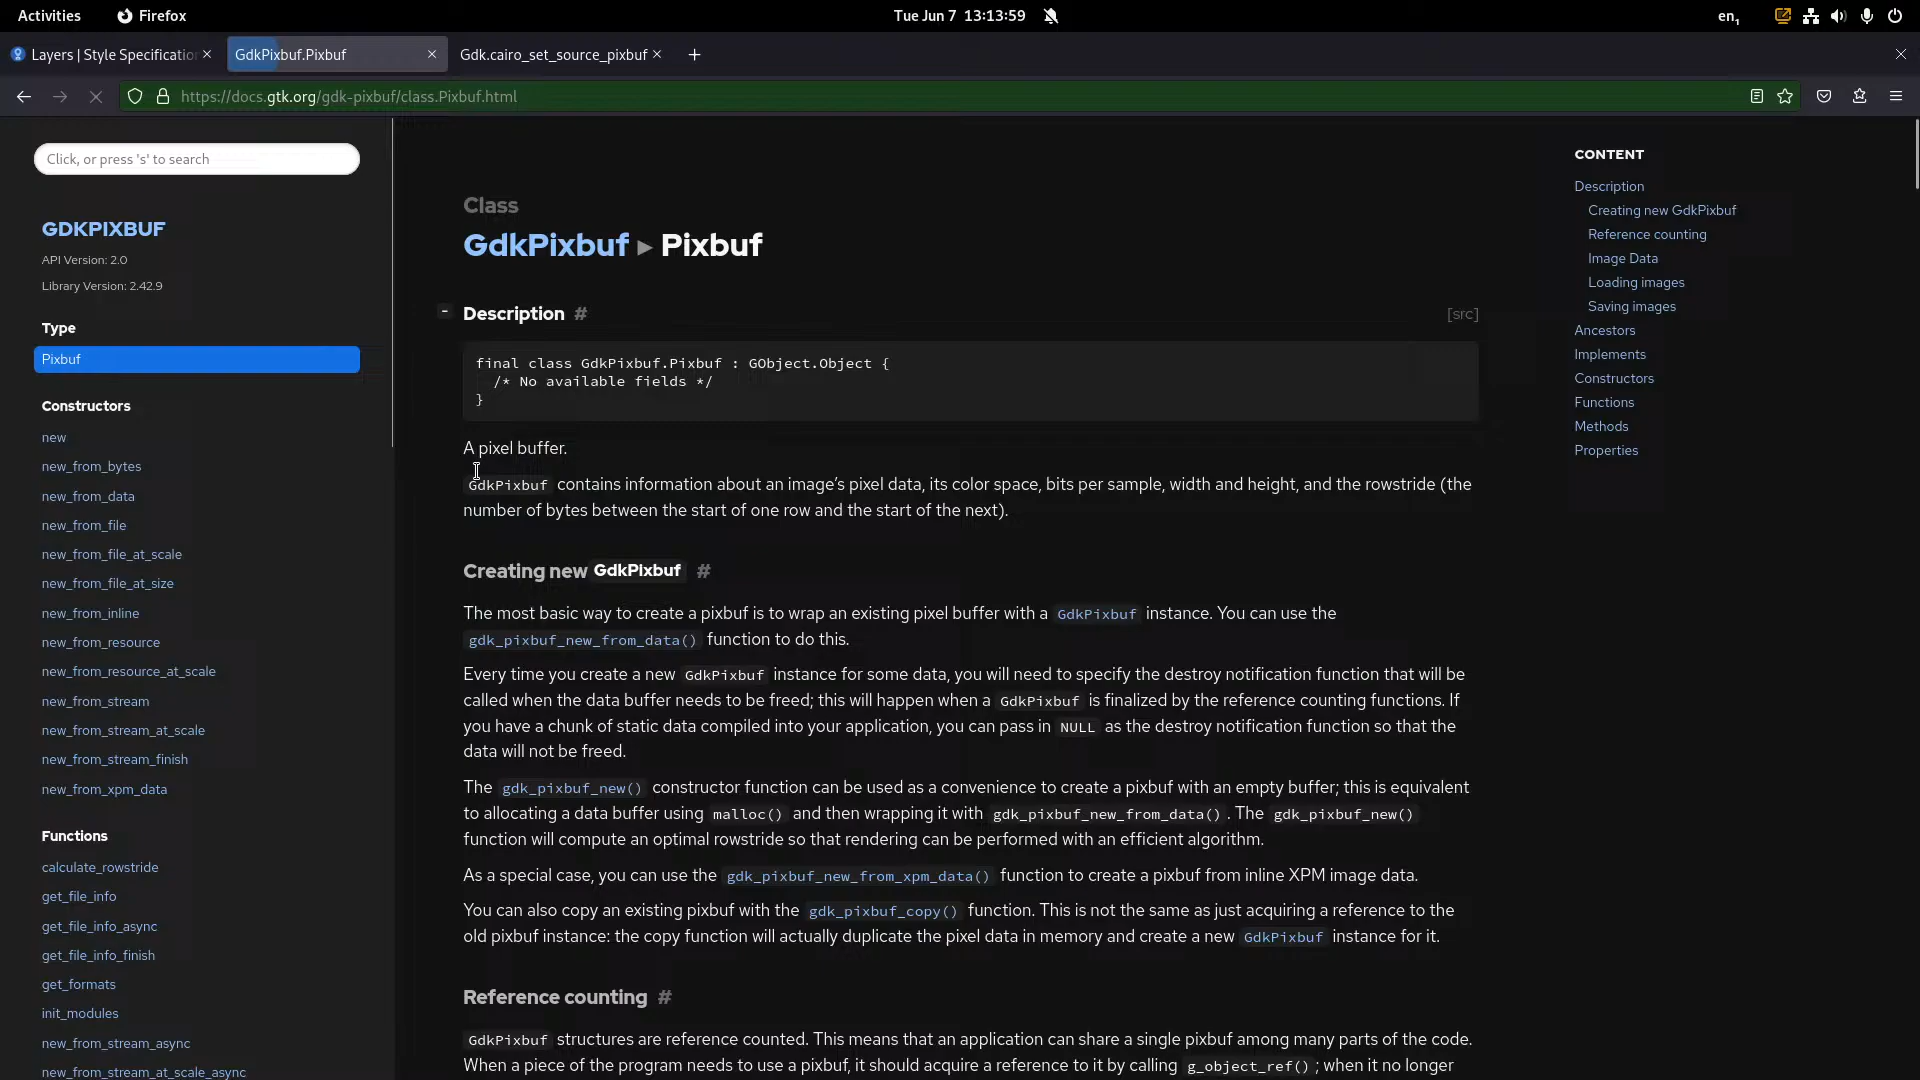 Activities
Firefox
Tue Jun 7 13:13:59
en1
Layers | Style Specificatio
GdkPixbuf.Pixbuf
Gdk.cairo_set_source_pixbuf
https://docs.gtk.org/gdk-pixbuf/class.Pixbuf.html
Click, or press 's' to search
GDKPIXBUF
API Version: 2.0
Library Version: 2.42.9
Type
Pixbuf
Constructors
new
new_from_bytes
new_from_data
new_from_file
new_from_file_at_scale
new_from_file_at_size
new_from_inline
new_from_resource
new_from_resource_at_scale
new_from_stream
new_from_stream_at_scale
new_from_stream_finish
new_from_xpm_data
Functions
calculate_rowstride
get_file_info
get_file_info_async
get_file_info_finish
get_formats
init_modules
new_from_stream_async
new_from_stream_at_scale_async
Class
GdkPixbuf ▸ Pixbuf
- Description # [src]
final class GdkPixbuf.Pixbuf : GObject.Object {
/* No available fields */
}
A pixel buffer.
GdkPixbuf contains information about an image’s pixel data, its color space, bits per sample, width and height, and the rowstride (the
number of bytes between the start of one row and the start of the next).
Creating new GdkPixbuf #
The most basic way to create a pixbuf is to wrap an existing pixel buffer with a GdkPixbuf instance. You can use the
gdk_pixbuf_new_from_data() function to do this.
Every time you create a new GdkPixbuf instance for some data, you will need to specify the destroy notification function that will be
called when the data buffer needs to be freed; this will happen when a GdkPixbuf is finalized by the reference counting functions. If
you have a chunk of static data compiled into your application, you can pass in NULL as the destroy notification function so that the
data will not be freed.
The gdk_pixbuf_new() constructor function can be used as a convenience to create a pixbuf with an empty buffer; this is equivalent
to allocating a data buffer using malloc() and then wrapping it with gdk_pixbuf_new_from_data() . The gdk_pixbuf_new()
function will compute an optimal rowstride so that rendering can be performed with an efficient algorithm.
As a special case, you can use the gdk_pixbuf_new_from_xpm_data() function to create a pixbuf from inline XPM image data.
You can also copy an existing pixbuf with the gdk_pixbuf_copy() function. This is not the same as just acquiring a reference to the
old pixbuf instance: the copy function will actually duplicate the pixel data in memory and create a new GdkPixbuf instance for it.
Reference counting #
GdkPixbuf structures are reference counted. This means that an application can share a single pixbuf among many parts of the code.
When a piece of the program needs to use a pixbuf, it should acquire a reference to it by calling g_object_ref() ; when it no longer
CONTENT
Description
Creating new GdkPixbuf
Reference counting
Image Data
Loading images
Saving images
Ancestors
Implements
Constructors
Functions
Methods
Properties